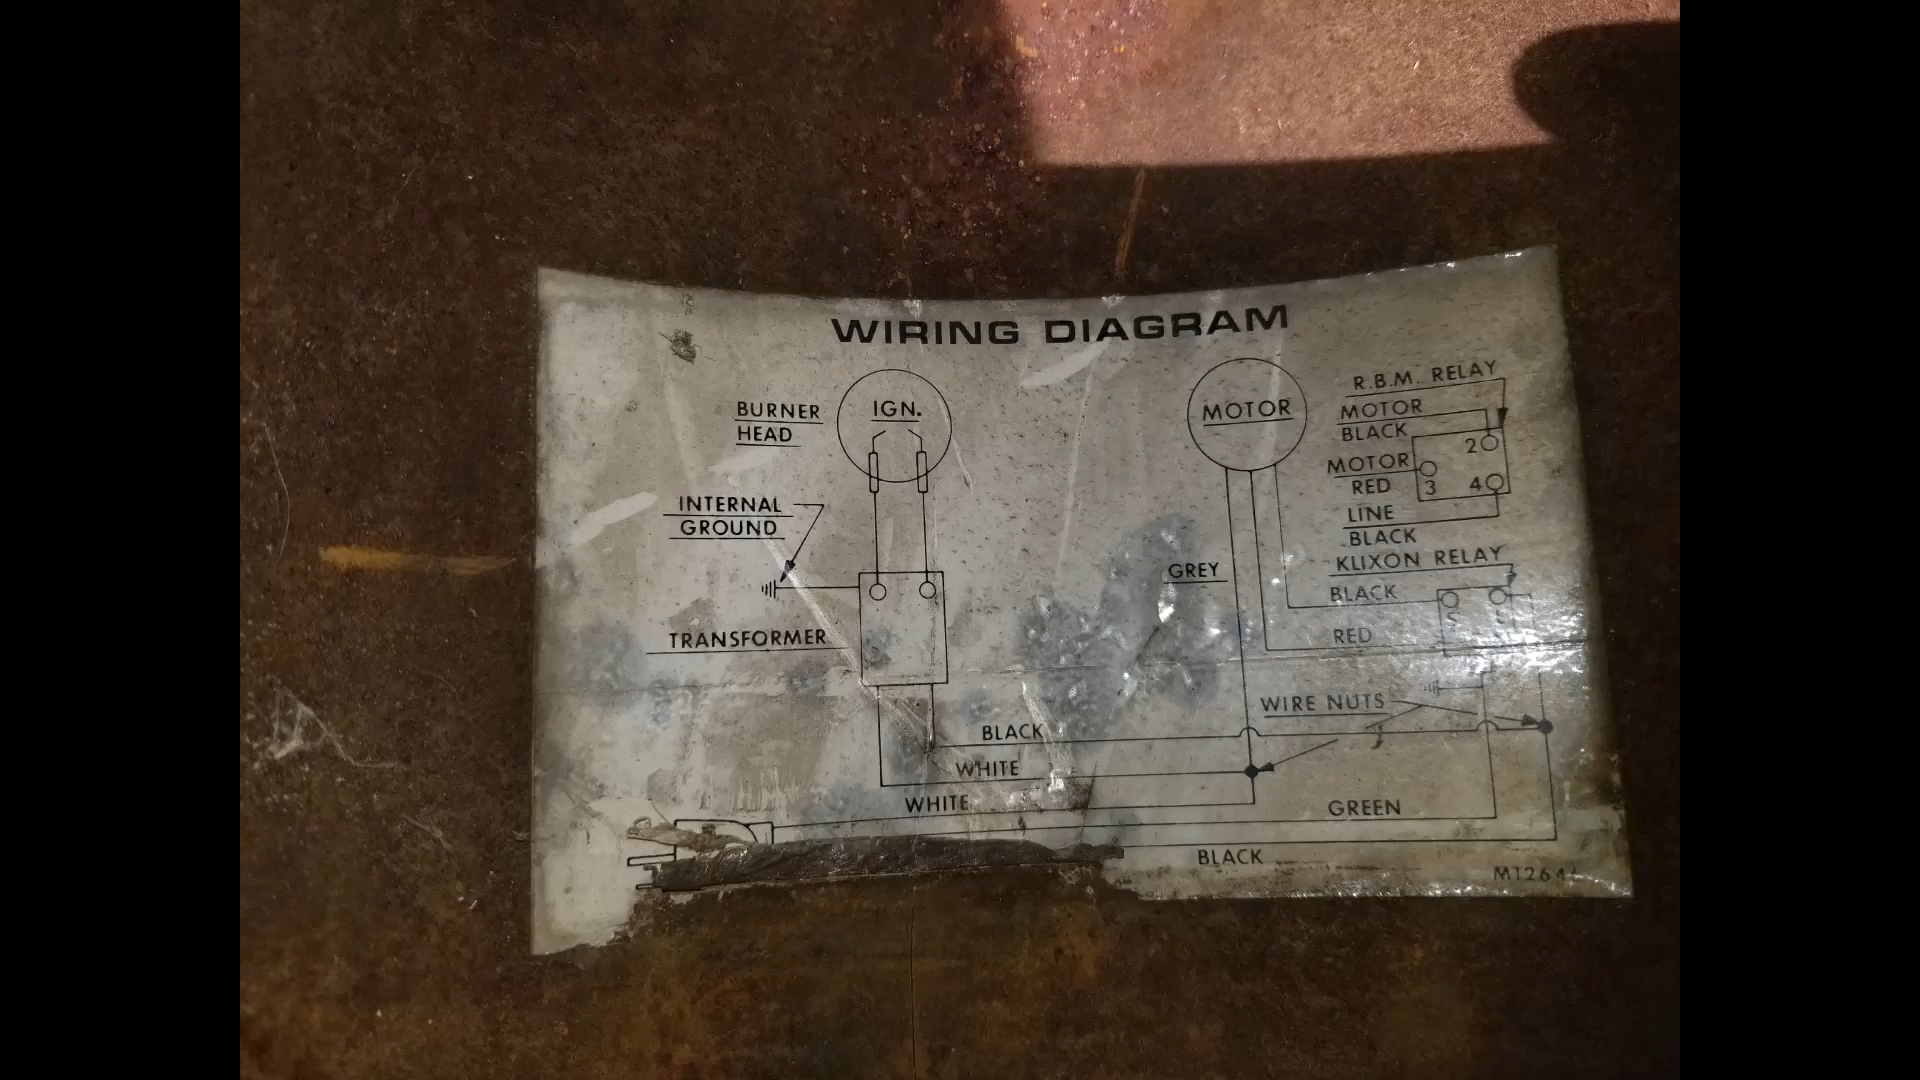 WIRING DIAGRAM
BURNER
HEAD
IGN.
MOTOR
R.B.M. RELAY
MOTOR
BLACK
2
MOTOR
RED
3
4
LINE
BLACK
INTERNAL
GROUND
KLIXON RELAY
GREY
BLACK
RED
TRANSFORMER
WIRE NUTS
BLACK
WHITE
WHITE
GREEN
BLACK